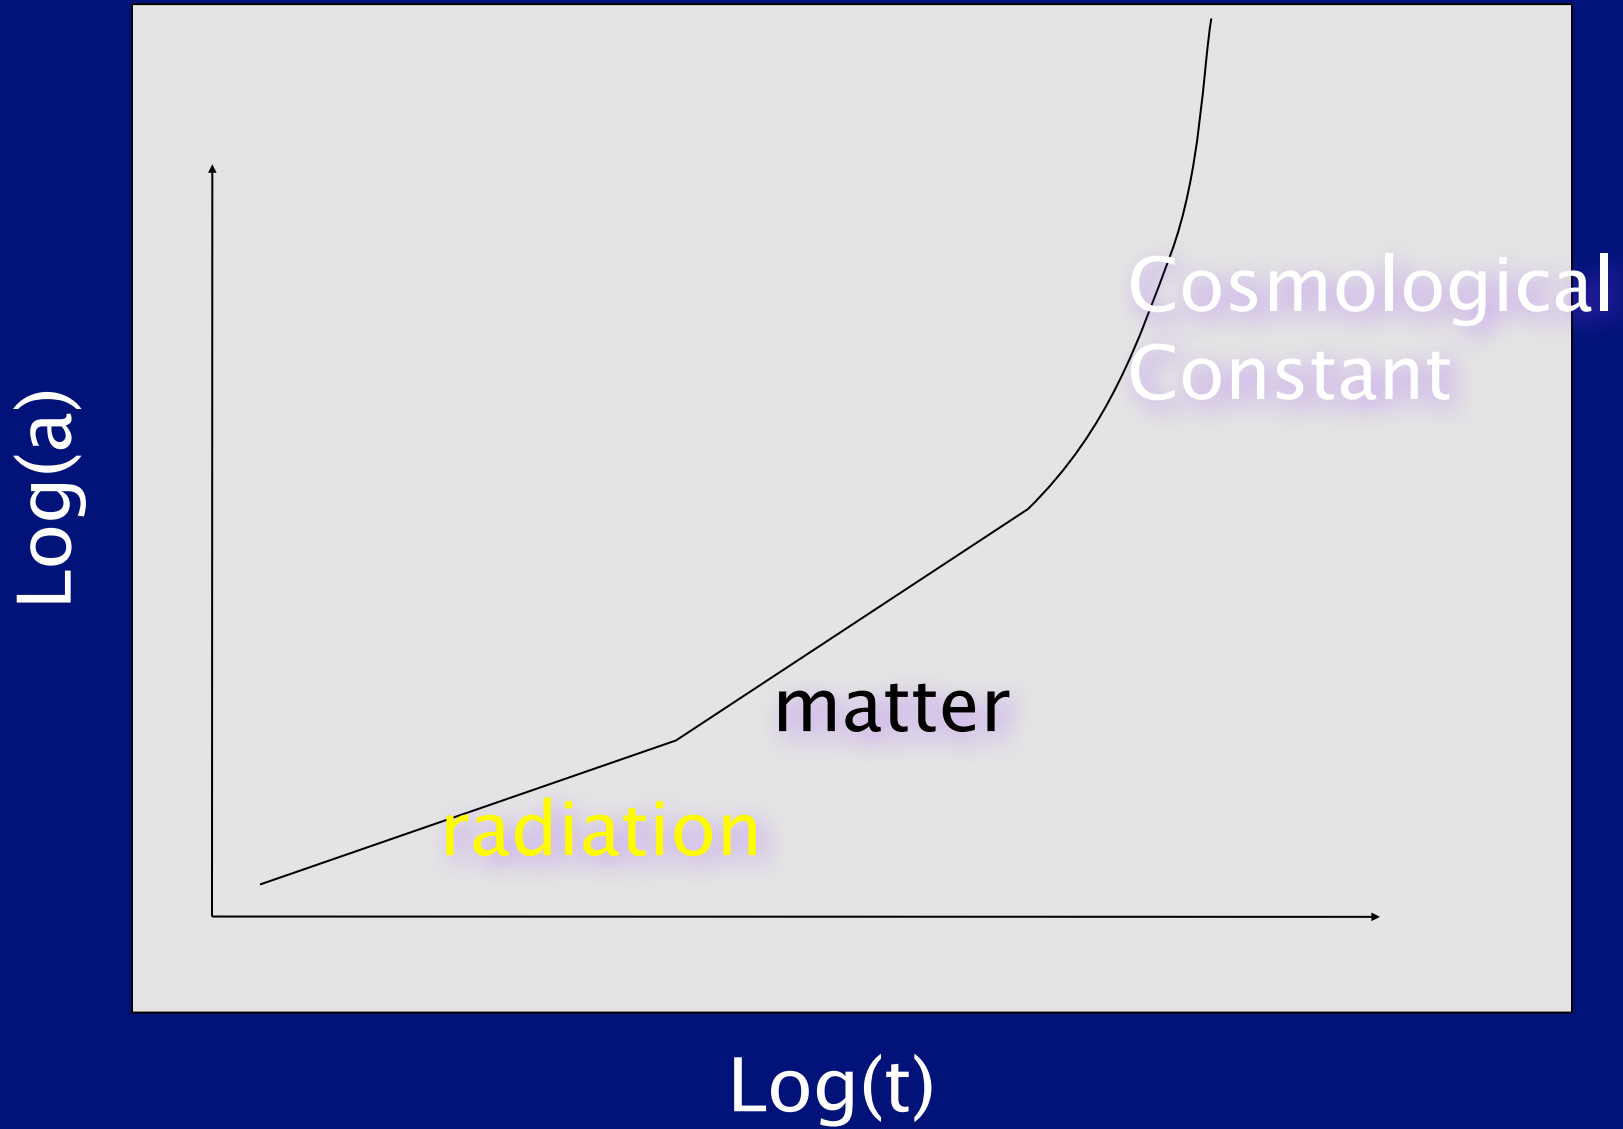 Cosmological
Constant
Log(a)
matter
radiation
Log(t)